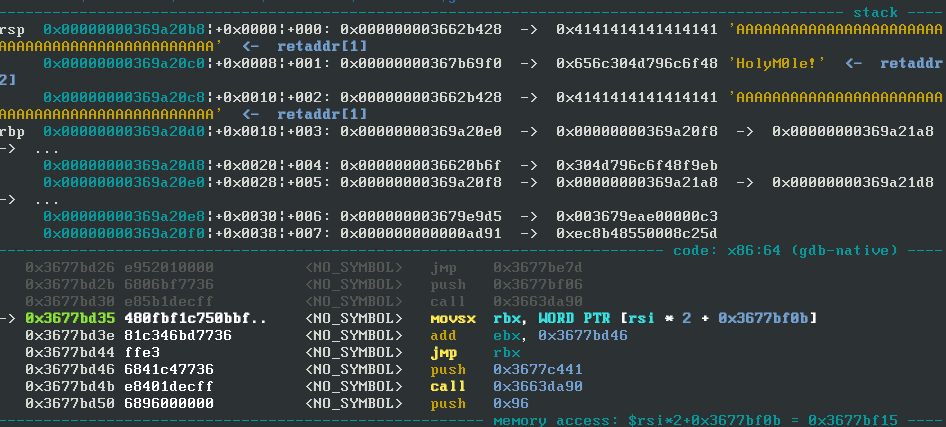 stack
rsp 0x00000000369a20b8¦+0x0000¦+000: 0x000000003662b428 -> 0x4141414141414141 'AAAAAAAAAAAAAAAAAAAAAAAA
AAAAAAAAAAAAAAAAAAAAAAAAA' <- retaddr[1]
0x00000000369a20c0¦+0x0008¦+001: 0x00000000367b69f0 -> 0x656c304d796c6f48 'HolyM0le!' <- retaddr[
2]
0x00000000369a20c8¦+0x0010¦+002: 0x000000003662b428 -> 0x4141414141414141 'AAAAAAAAAAAAAAAAAAAAAAAA
AAAAAAAAAAAAAAAAAAAAAAAAA' <- retaddr[1]
rbp 0x00000000369a20d0¦+0x0018¦+003: 0x00000000369a20e0 -> 0x00000000369a20f8 -> 0x00000000369a21a8
-> ...
0x00000000369a20d8¦+0x0020¦+004: 0x0000000036620b6f -> 0x304d796c6f48f9eb
0x00000000369a20e0¦+0x0028¦+005: 0x00000000369a20f8 -> 0x00000000369a21a8 -> 0x00000000369a21d8
-> ...
0x00000000369a20e8¦+0x0030¦+006: 0x000000003679e9d5 -> 0x003679eae00000c3
0x00000000369a20f0¦+0x0038¦+007: 0x000000000000ad91 -> 0xec8b48550008c25d
code: x86:64 (gdb-native)
0x3677bd26 e952010000 <NO_SYMBOL> jmp 0x3677be7d
0x3677bd2b 6806bf7736 <NO_SYMBOL> push 0x3677bf06
0x3677bd30 e85b1decff <NO_SYMBOL> call 0x3663da90
-> 0x3677bd35 480fbf1c750bbf.. <NO_SYMBOL> movsx rbx, WORD PTR [rsi * 2 + 0x3677bf0b]
0x3677bd3e 81c346bd7736 <NO_SYMBOL> add ebx, 0x3677bd46
0x3677bd44 ffe3 <NO_SYMBOL> jmp rbx
0x3677bd46 6841c47736 <NO_SYMBOL> push 0x3677c441
0x3677bd4b e8401decff <NO_SYMBOL> call 0x3663da90
0x3677bd50 6896000000 <NO_SYMBOL> push 0x96
memory access: $rsi*2+0x3677bf0b = 0x3677bf15